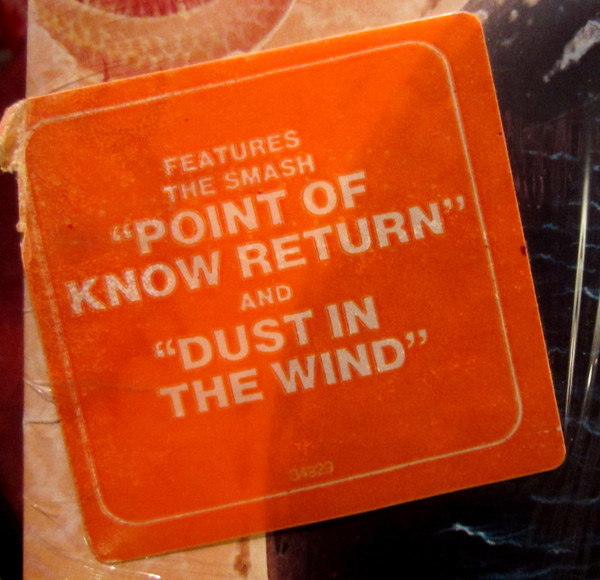 FEATURES
THE SMASH
“POINT OF
KNOW RETURN”
AND
“DUST IN
THE WIND”
34929